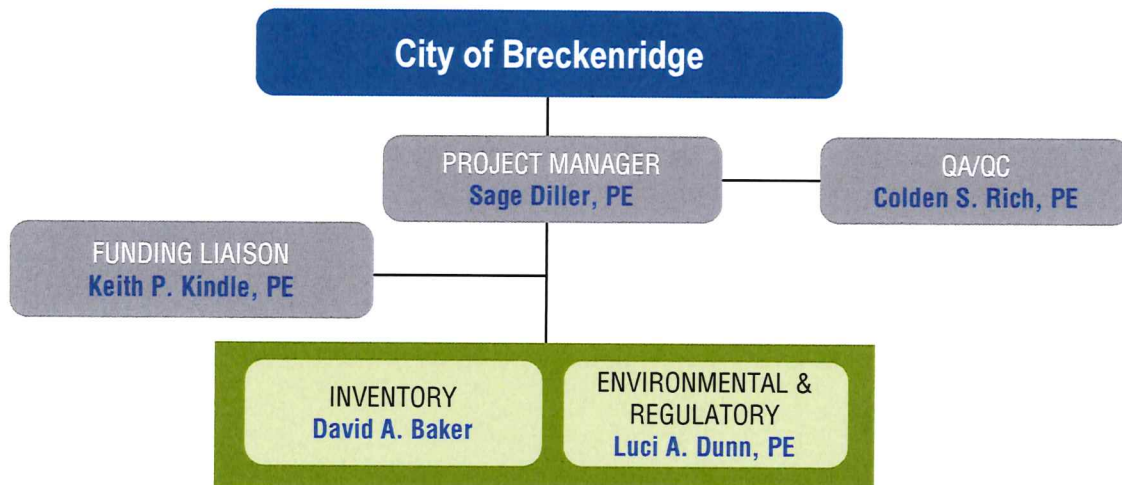 City of Breckenridge
PROJECT MANAGER
Sage Diller, PE
QA/QC
Colden S. Rich, PE
FUNDING LIAISON
Keith P. Kindle, PE
INVENTORY
David A. Baker
ENVIRONMENTAL &
REGULATORY
Luci A. Dunn, PE